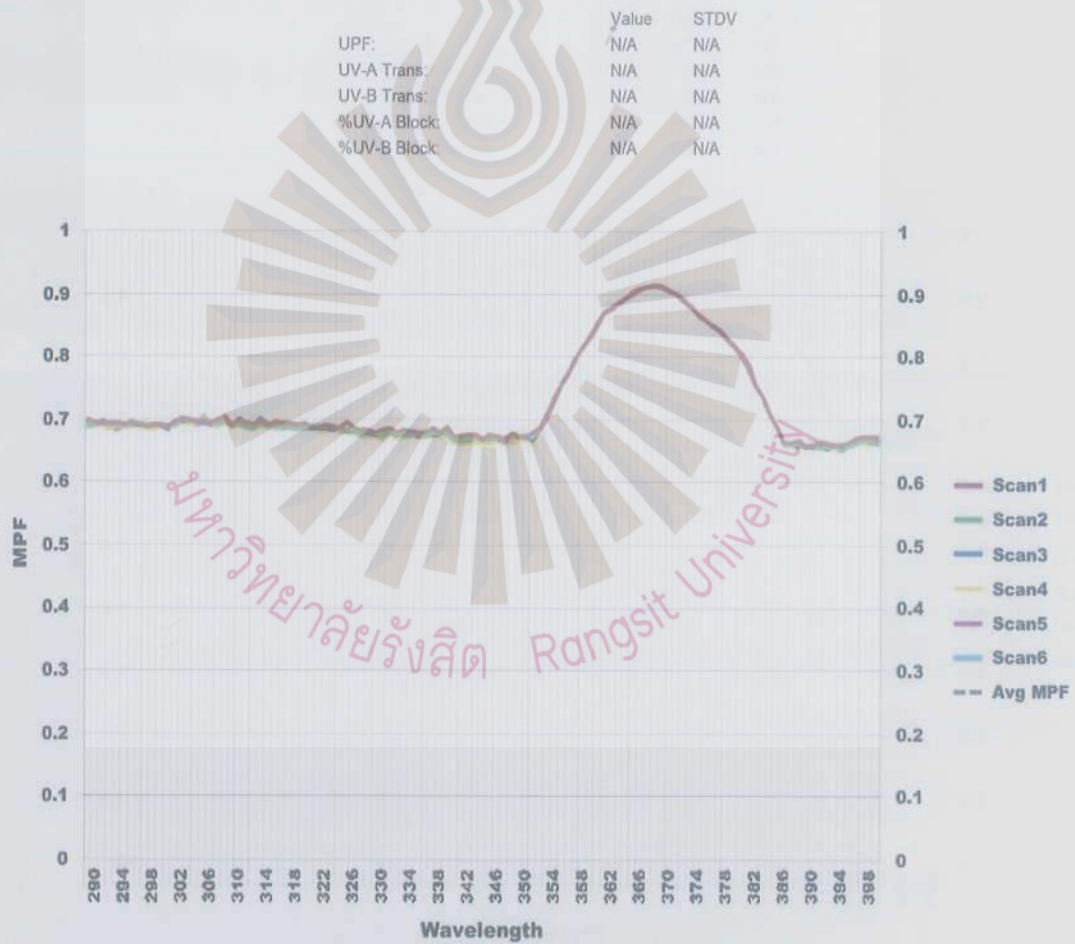 Value STDV
UPF: N/A N/A
UV-A Trans: N/A N/A
UV-B Trans: N/A N/A
%UV-A Block: N/A N/A
%UV-B Block: N/A N/A
1 1
0.9 0.9
0.8 0.8
0.7 0.7
0.6 0.6
0.5 0.5
0.4 0.4
0.3 0.3
0.2 0.2
0.1 0.1
0 0
MPF
290 294 298 302 306 310 314 318 322 326 330 334 338 342 346 350 354 358 362 366 370 374 378 382 386 390 394 398
Wavelength
Scan1
Scan2
Scan3
Scan4
Scan5
Scan6
Avg MPF
มหาวิทยาลัยรังสิต Rangsit University